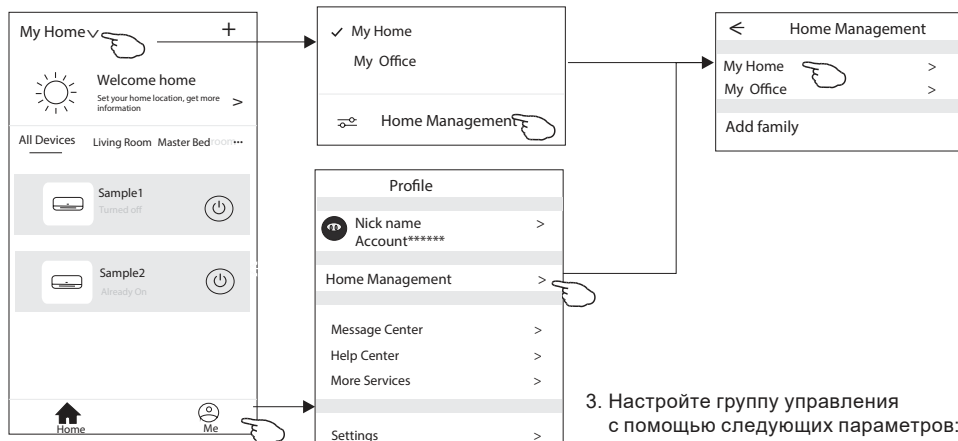 My Home
+
Welcome home
Set your home location, get more
information
>
All Devices Living Room Master Bedroom...
Sample1
Turned off
Sample2
Already On
Home
Me
✓ My Home
My Office
Home Management
Profile
Nick name >
Account******
Home Management >
Message Center >
Help Center >
More Services >
Settings >
Home Management
My Home >
My Office >
Add family
3. Настройте группу управления
с помощью следующих параметров: